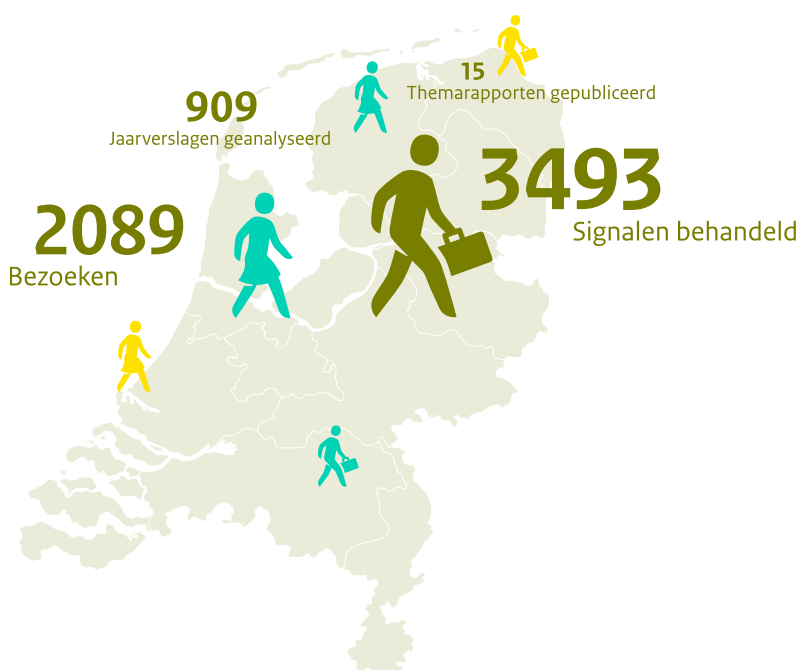 15
Themarapporten gepubliceerd
909
Jaarverslagen geanalyseerd
3493
Signalen behandeld
2089
Bezoeken